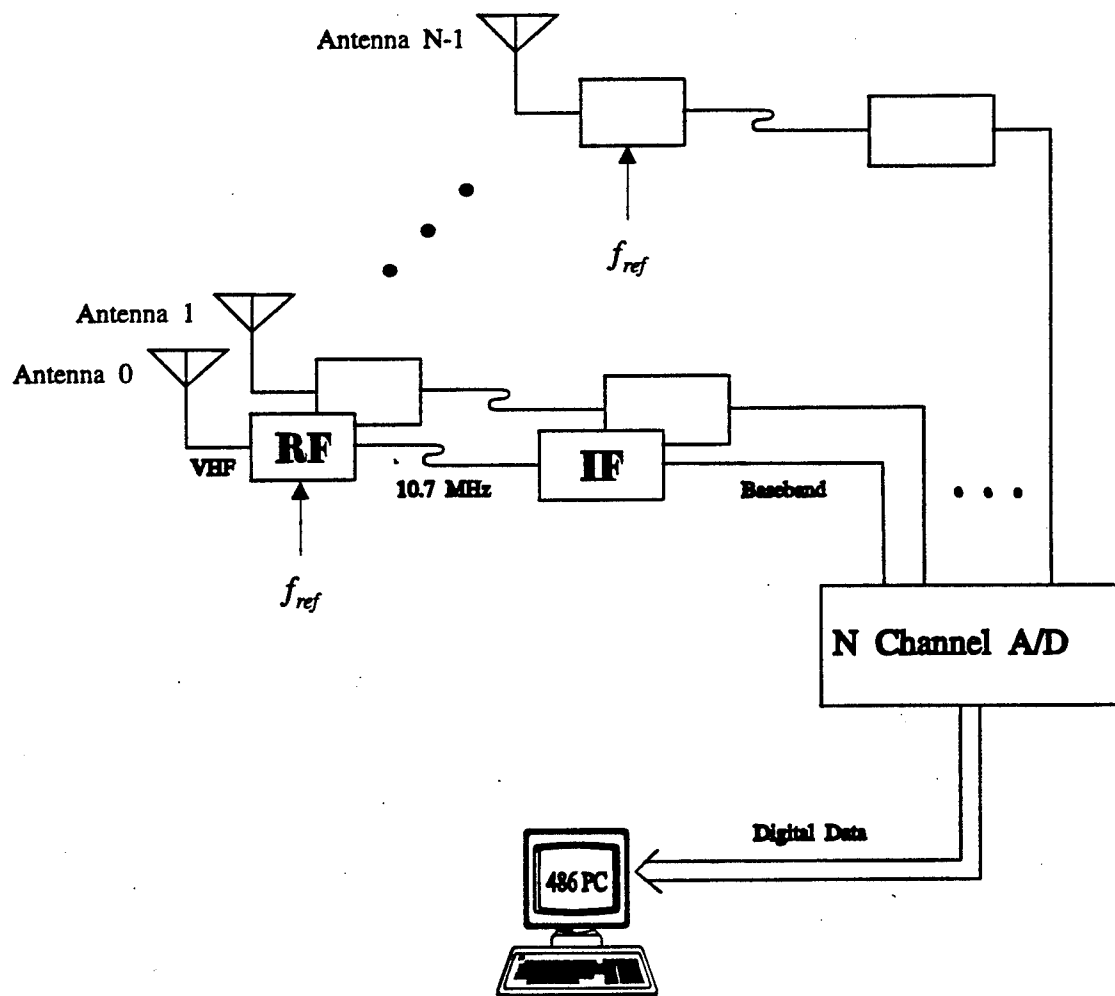 Antenna N-1
f_ref
Antenna 1
Antenna 0
RF
VHF
10.7 MHz
IF
Baseband
f_ref
N Channel A/D
Digital Data
486 PC